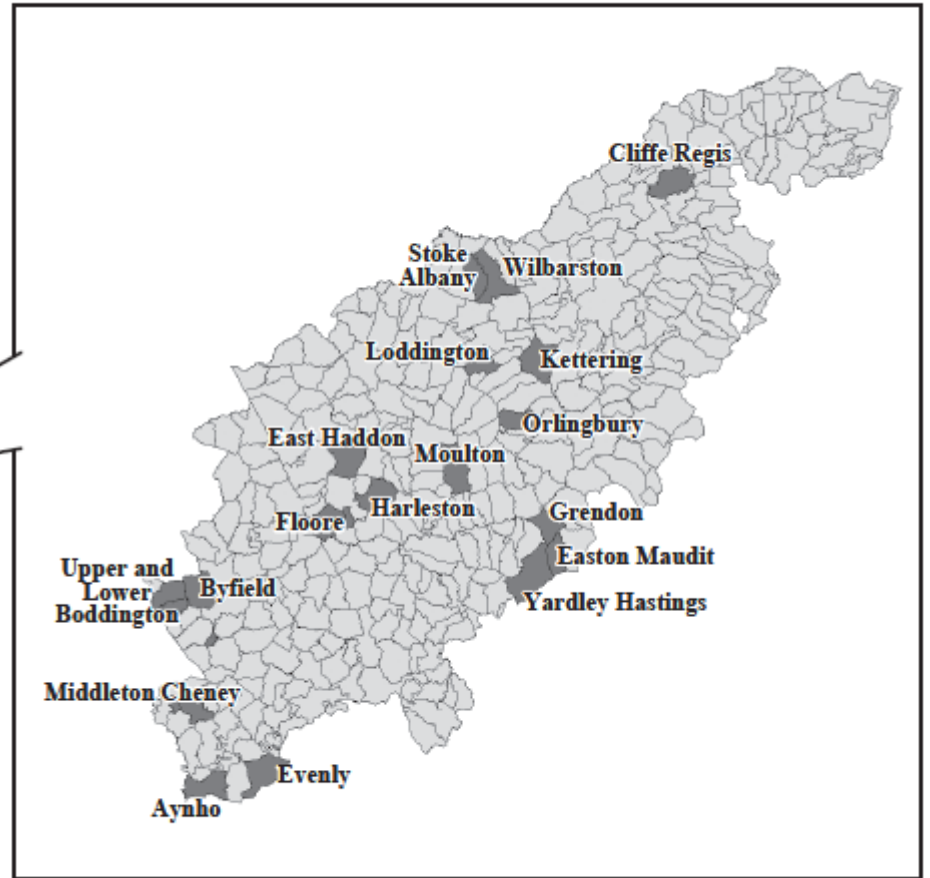 Cliffe Regis
Stoke
Albany
Wilbarston
Loddington
Kettering
Orlingbury
East Haddon
Moulton
Harleston
Floore
Grendon
Easton Maudit
Upper and
Lower
Boddington
Byfield
Yardley Hastings
Middleton Cheney
Evenly
Aynho